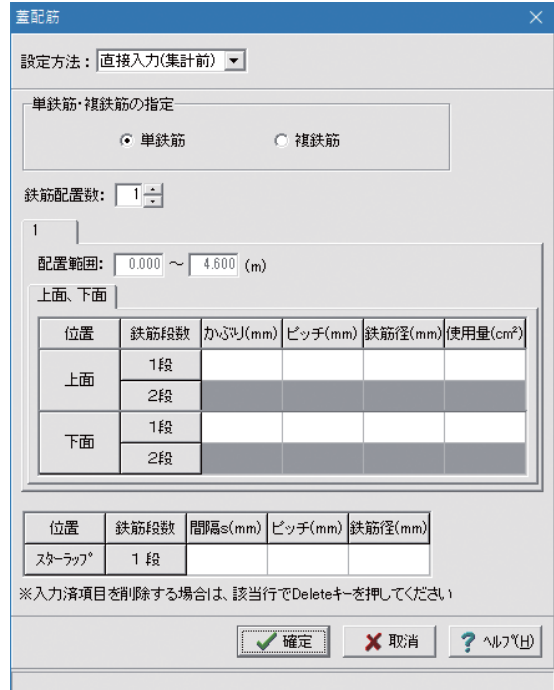 蓋配筋
設定方法： 直接入力(集計前)
単鉄筋・複鉄筋の指定
単鉄筋 複鉄筋
鉄筋配置数： 1
1
配置範囲： 0.000 ～ 4.600 (m)
上面、下面
位置 鉄筋段数 かぶり(mm) ピッチ(mm) 鉄筋径(mm) 使用量(cm²)
上面 1段
2段
下面 1段
2段
位置 鉄筋段数 間隔s(mm) ピッチ(mm) 鉄筋径(mm)
スターラップ 1段
※入力済項目を削除する場合は、該当行でDeleteキーを押してください
確定 取消 ヘルプ(H)